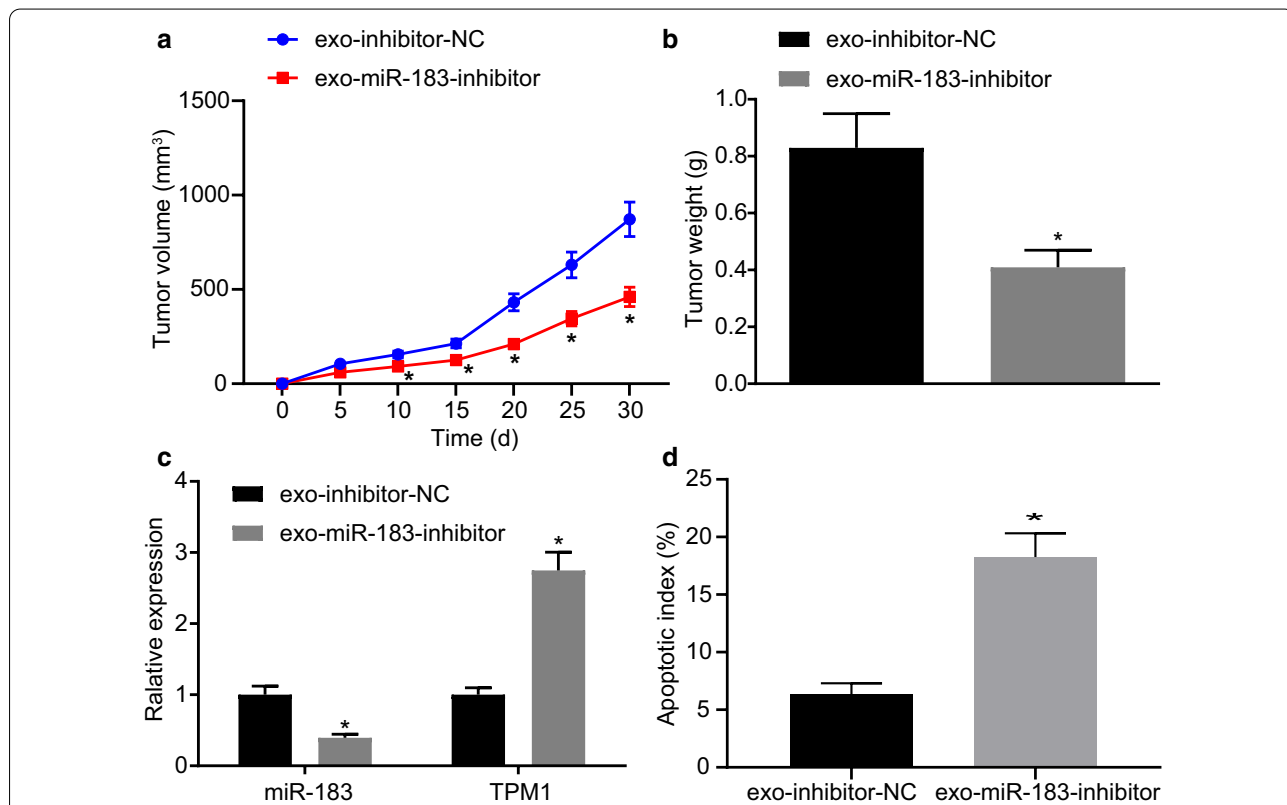 a
exo-inhibitor-NC
exo-miR-183-inhibitor
Tumor volume (mm³)
1500
1000
500
0
0 5 10 15 20 25 30
Time (d)
* * * * *
b
exo-inhibitor-NC
exo-miR-183-inhibitor
Tumor weight (g)
1.0
0.8
0.6
0.4
0.2
0.0
*
c
exo-inhibitor-NC
exo-miR-183-inhibitor
Ralative expression
4
3
2
1
0
* *
miR-183 TPM1
d
Apoptotic index (%)
25
20
15
10
5
0
*
exo-inhibitor-NC exo-miR-183-inhibitor